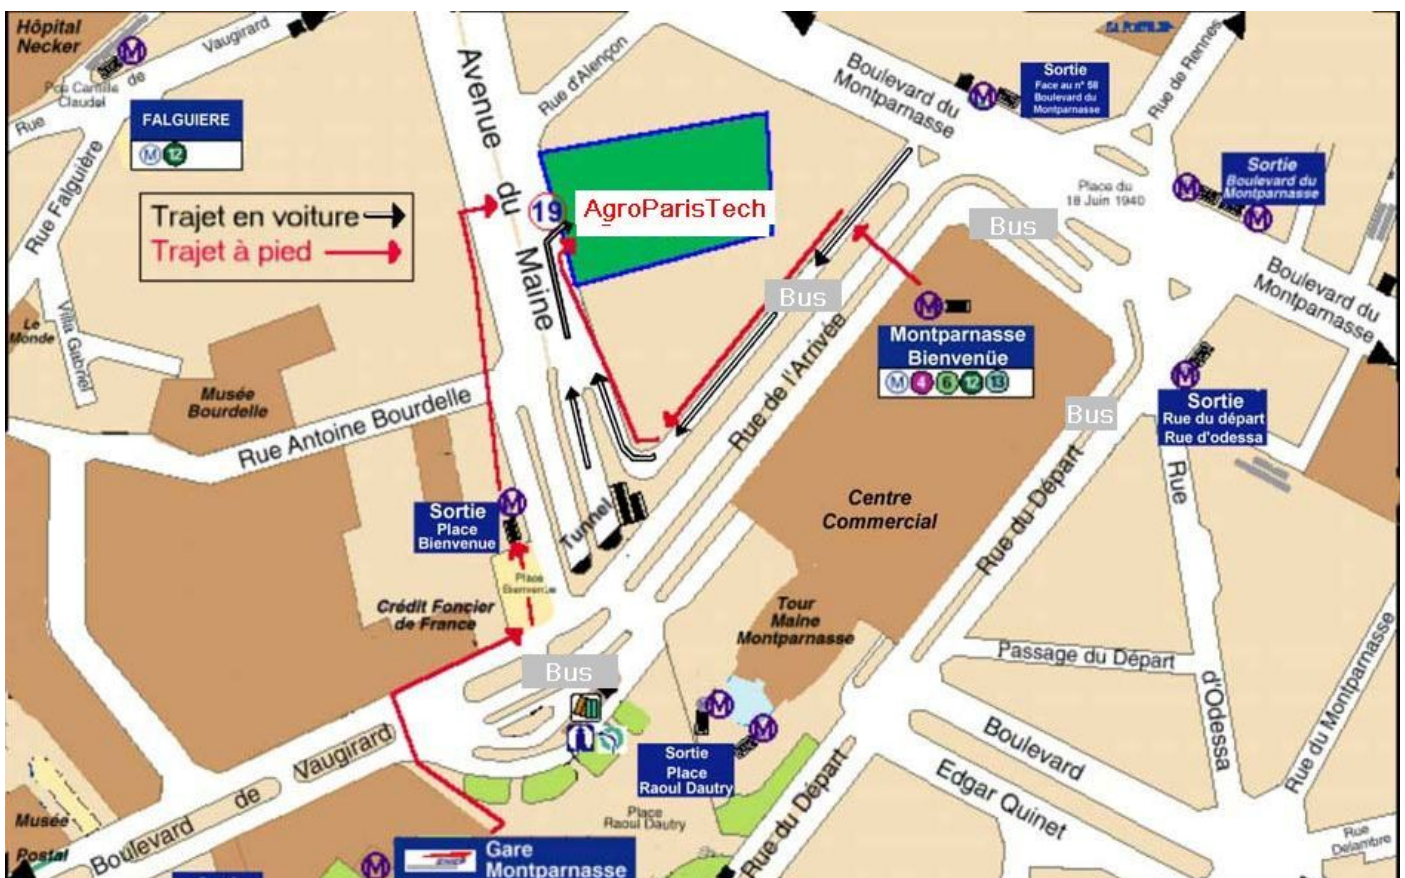 Hôpital
Necker
Vaugirard
de
Rue
FALGUIERE
M 12
Rue Falguière
Villa Gabriel
Le
Monde
Trajet en voiture
Trajet à pied
Avenue
du
Maine
Rue d'Alençon
19
AgroParisTech
Boulevard du
Montparnasse
Sortie
Face au n° 58
Boulevard du
Montparnasse
Rue de Rennes
Sortie
Boulevard du
Montparnasse
Place du
18 Juin 1940
Bus
Boulevard du
Montparnasse
Bus
Montparnasse
Bienvenüe
M 4 6 12 13
Rue de l'Arrivée
Bus
Sortie
Rue du départ
Rue d'odessa
Musée
Bourdelle
Rue Antoine Bourdelle
Sortie
Place
Bienvenue
Tunnel
Place
Bienvenüe
Centre
Commercial
Rue du Départ
Rue
d'Odessa
Crédit Foncier
de France
Tour
Maine
Montparnasse
Passage du Départ
Bus
Boulevard
Edgar Quinet
Rue du Montparnasse
Boulevard
de
Vaugirard
Sortie
Place
Raoul Dautry
Place
Raoul Dautry
Rue du Départ
Rue
Delambre
Musée
Postal
Gare
Montparnasse